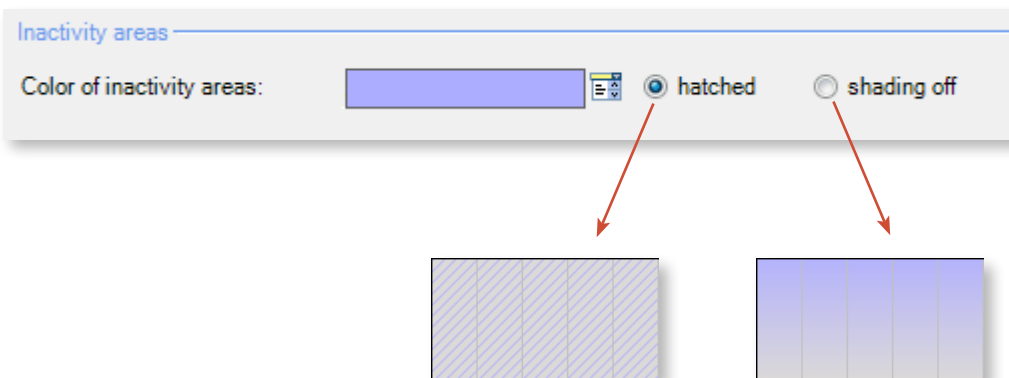 Inactivity areas
Color of inactivity areas: hatched shading off